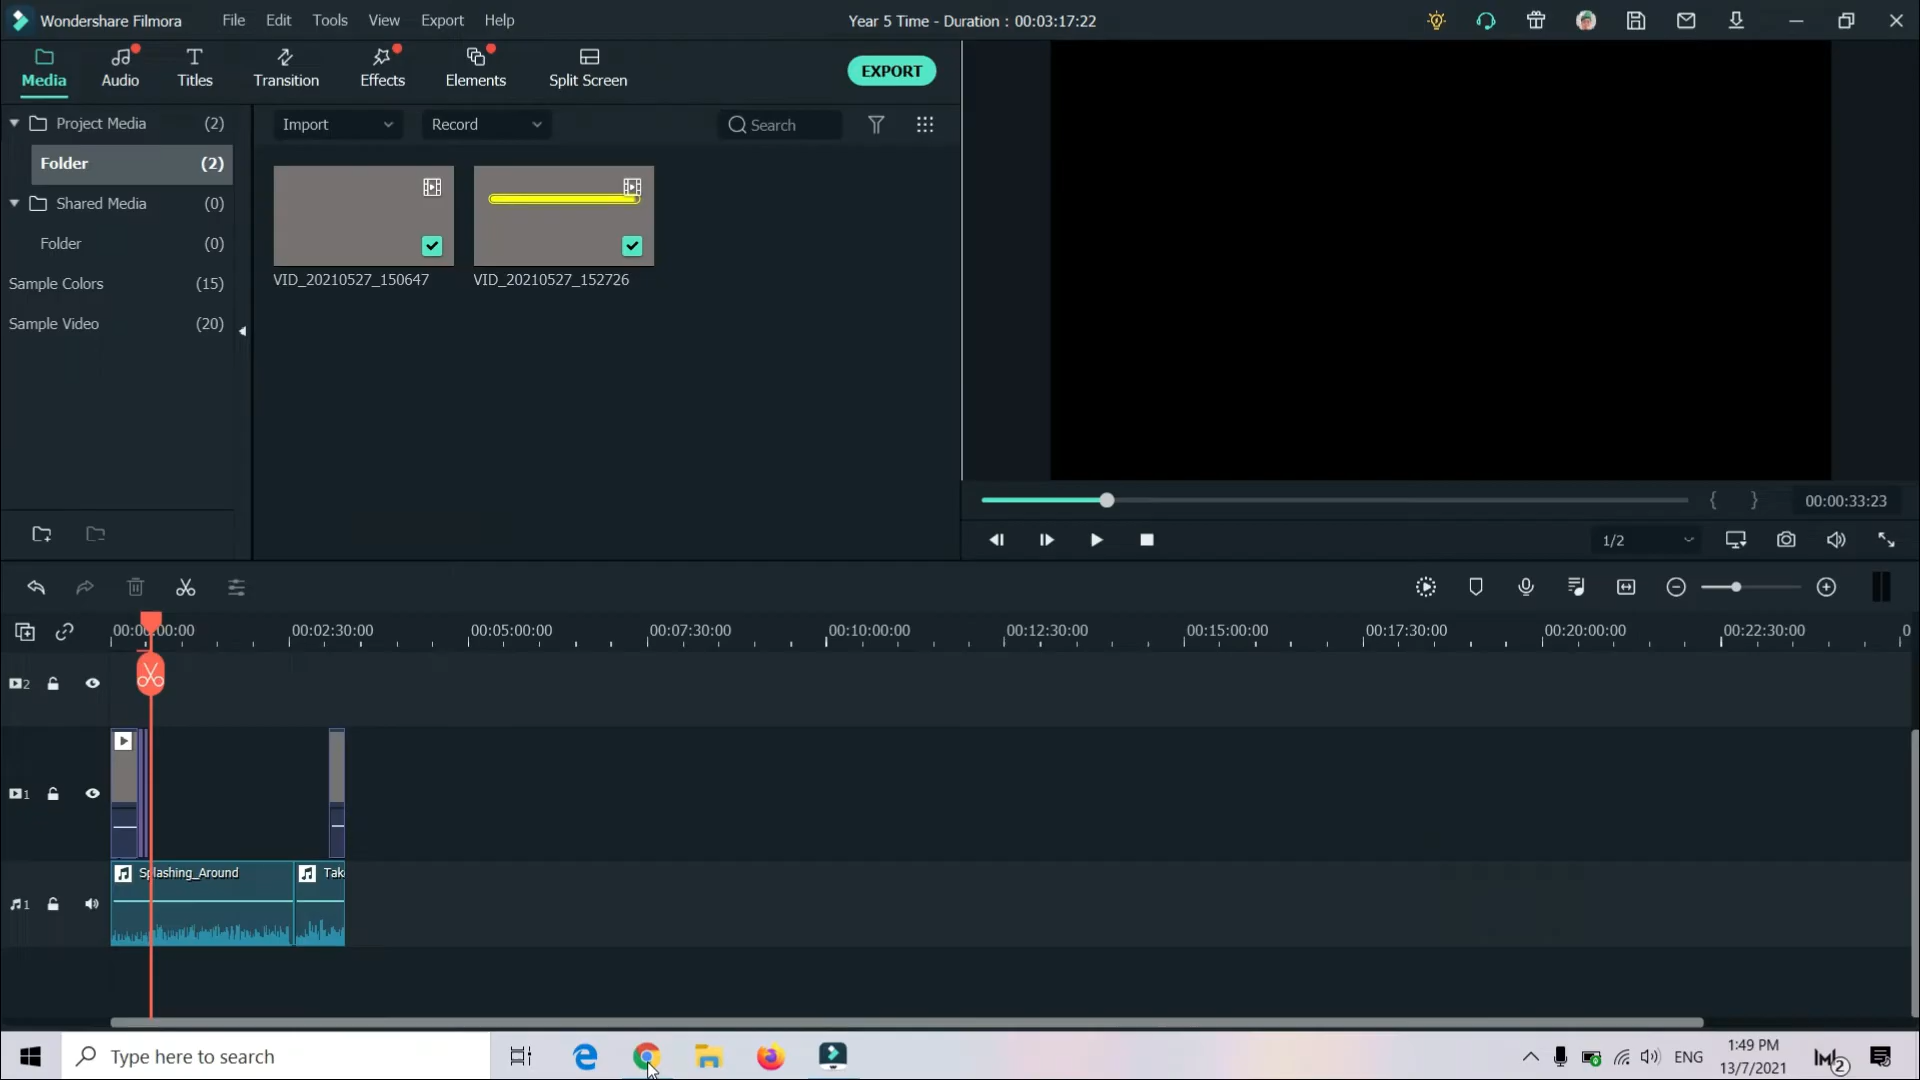 Wondershare Filmora
File Edit Tools View Export Help
Year 5 Time - Duration : 00:03:17:22
Media
Audio
Titles
Transition
Effects
Elements
Split Screen
EXPORT
Project Media (2)
Folder (2)
Shared Media (0)
Folder (0)
Sample Colors (15)
Sample Video (20)
Import
Record
Search
VID_20210527_150647
VID_20210527_152726
00:00:33:23
1/2
00:02:30:00
00:05:00:00
00:07:30:00
00:10:00:00
00:12:30:00
00:15:00:00
00:17:30:00
00:20:00:00
00:22:30:00
2
1
Splashing_Around
Tak
1
Type here to search
ENG
1:49 PM
13/7/2021
2